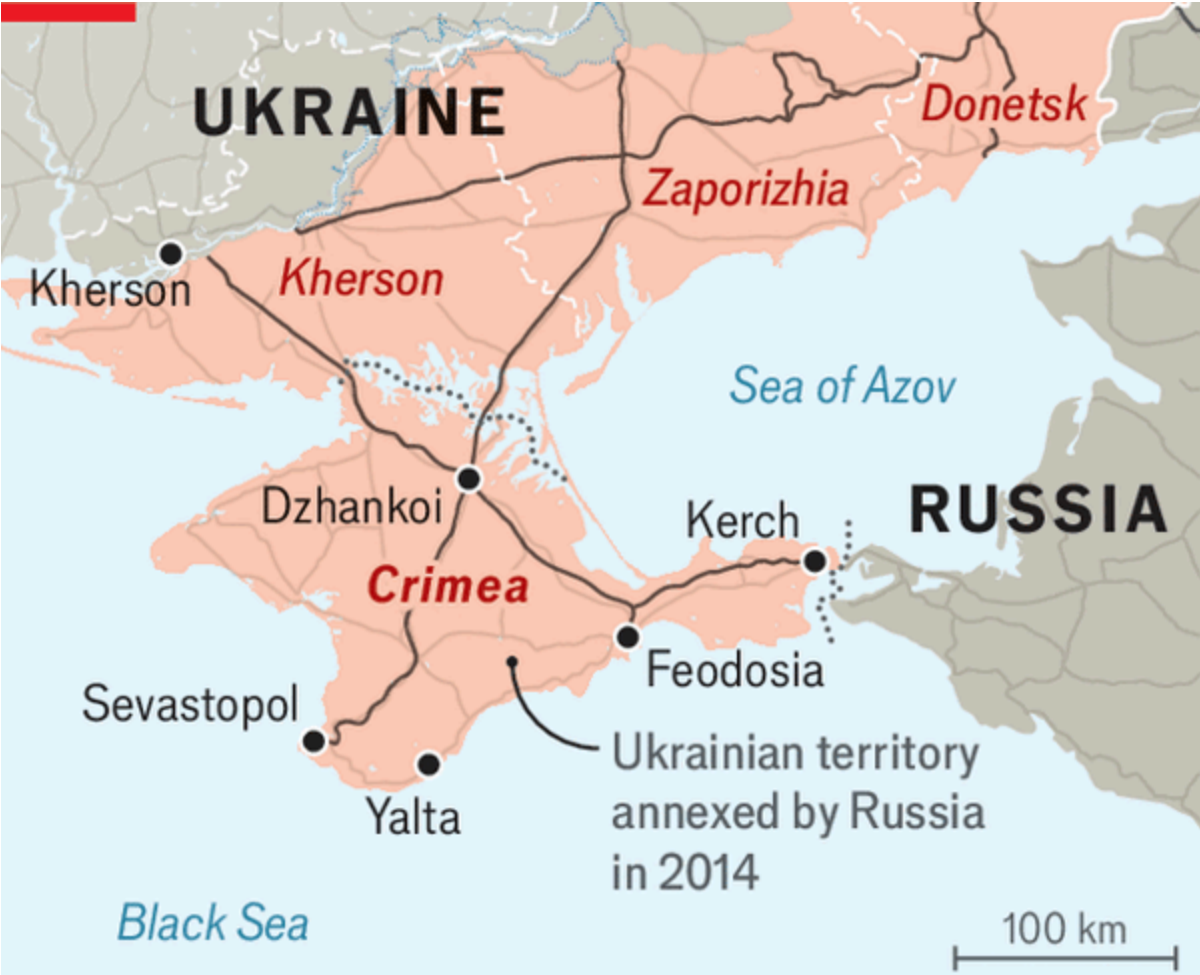 UKRAINE
Donetsk
Zaporizhia
Kherson
Kherson
Sea of Azov
Dzhankoi
Kerch
RUSSIA
Crimea
Feodosia
Sevastopol
Ukrainian territory
annexed by Russia
in 2014
Yalta
Black Sea
100 km